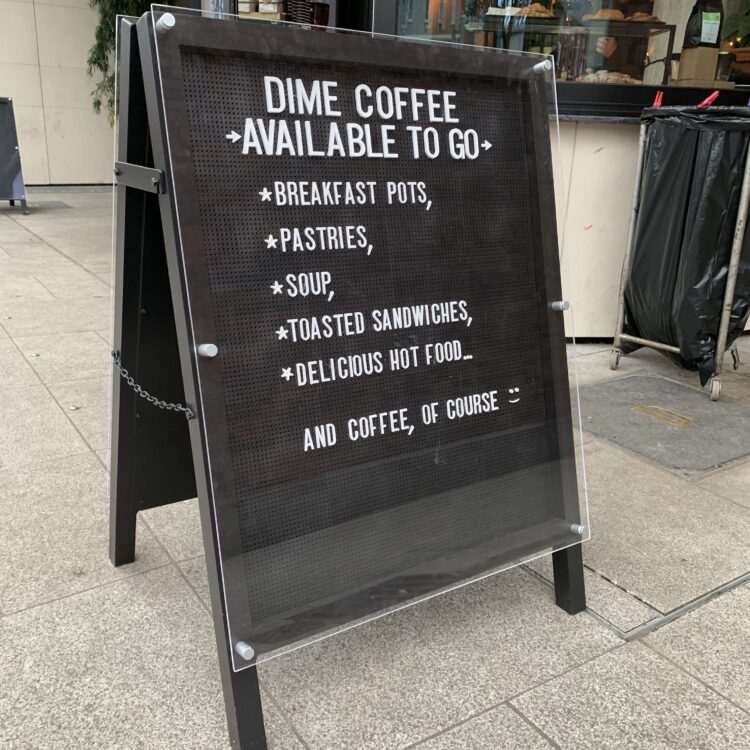 DIME COFFEE
→AVAILABLE TO GO→
*BREAKFAST POTS,
*PASTRIES,
*SOUP,
*TOASTED SANDWICHES,
*DELICIOUS HOT FOOD...
AND COFFEE, OF COURSE :)